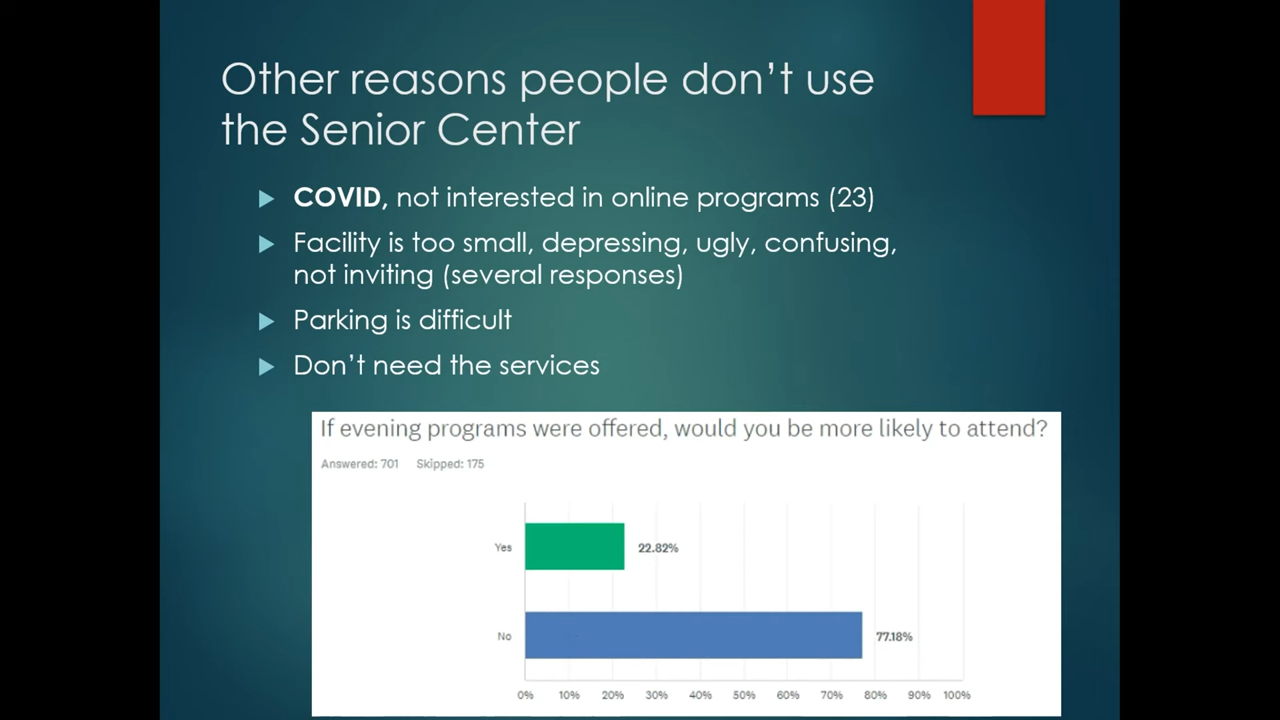 Other reasons people don’t use
the Senior Center
COVID, not interested in online programs (23)
Facility is too small, depressing, ugly, confusing,
not inviting (several responses)
Parking is difficult
Don’t need the services
If evening programs were offered, would you be more likely to attend?
Answered: 701 Skipped: 175
Yes 22.82%
No 77.18%
0% 10% 20% 30% 40% 50% 60% 70% 80% 90% 100%